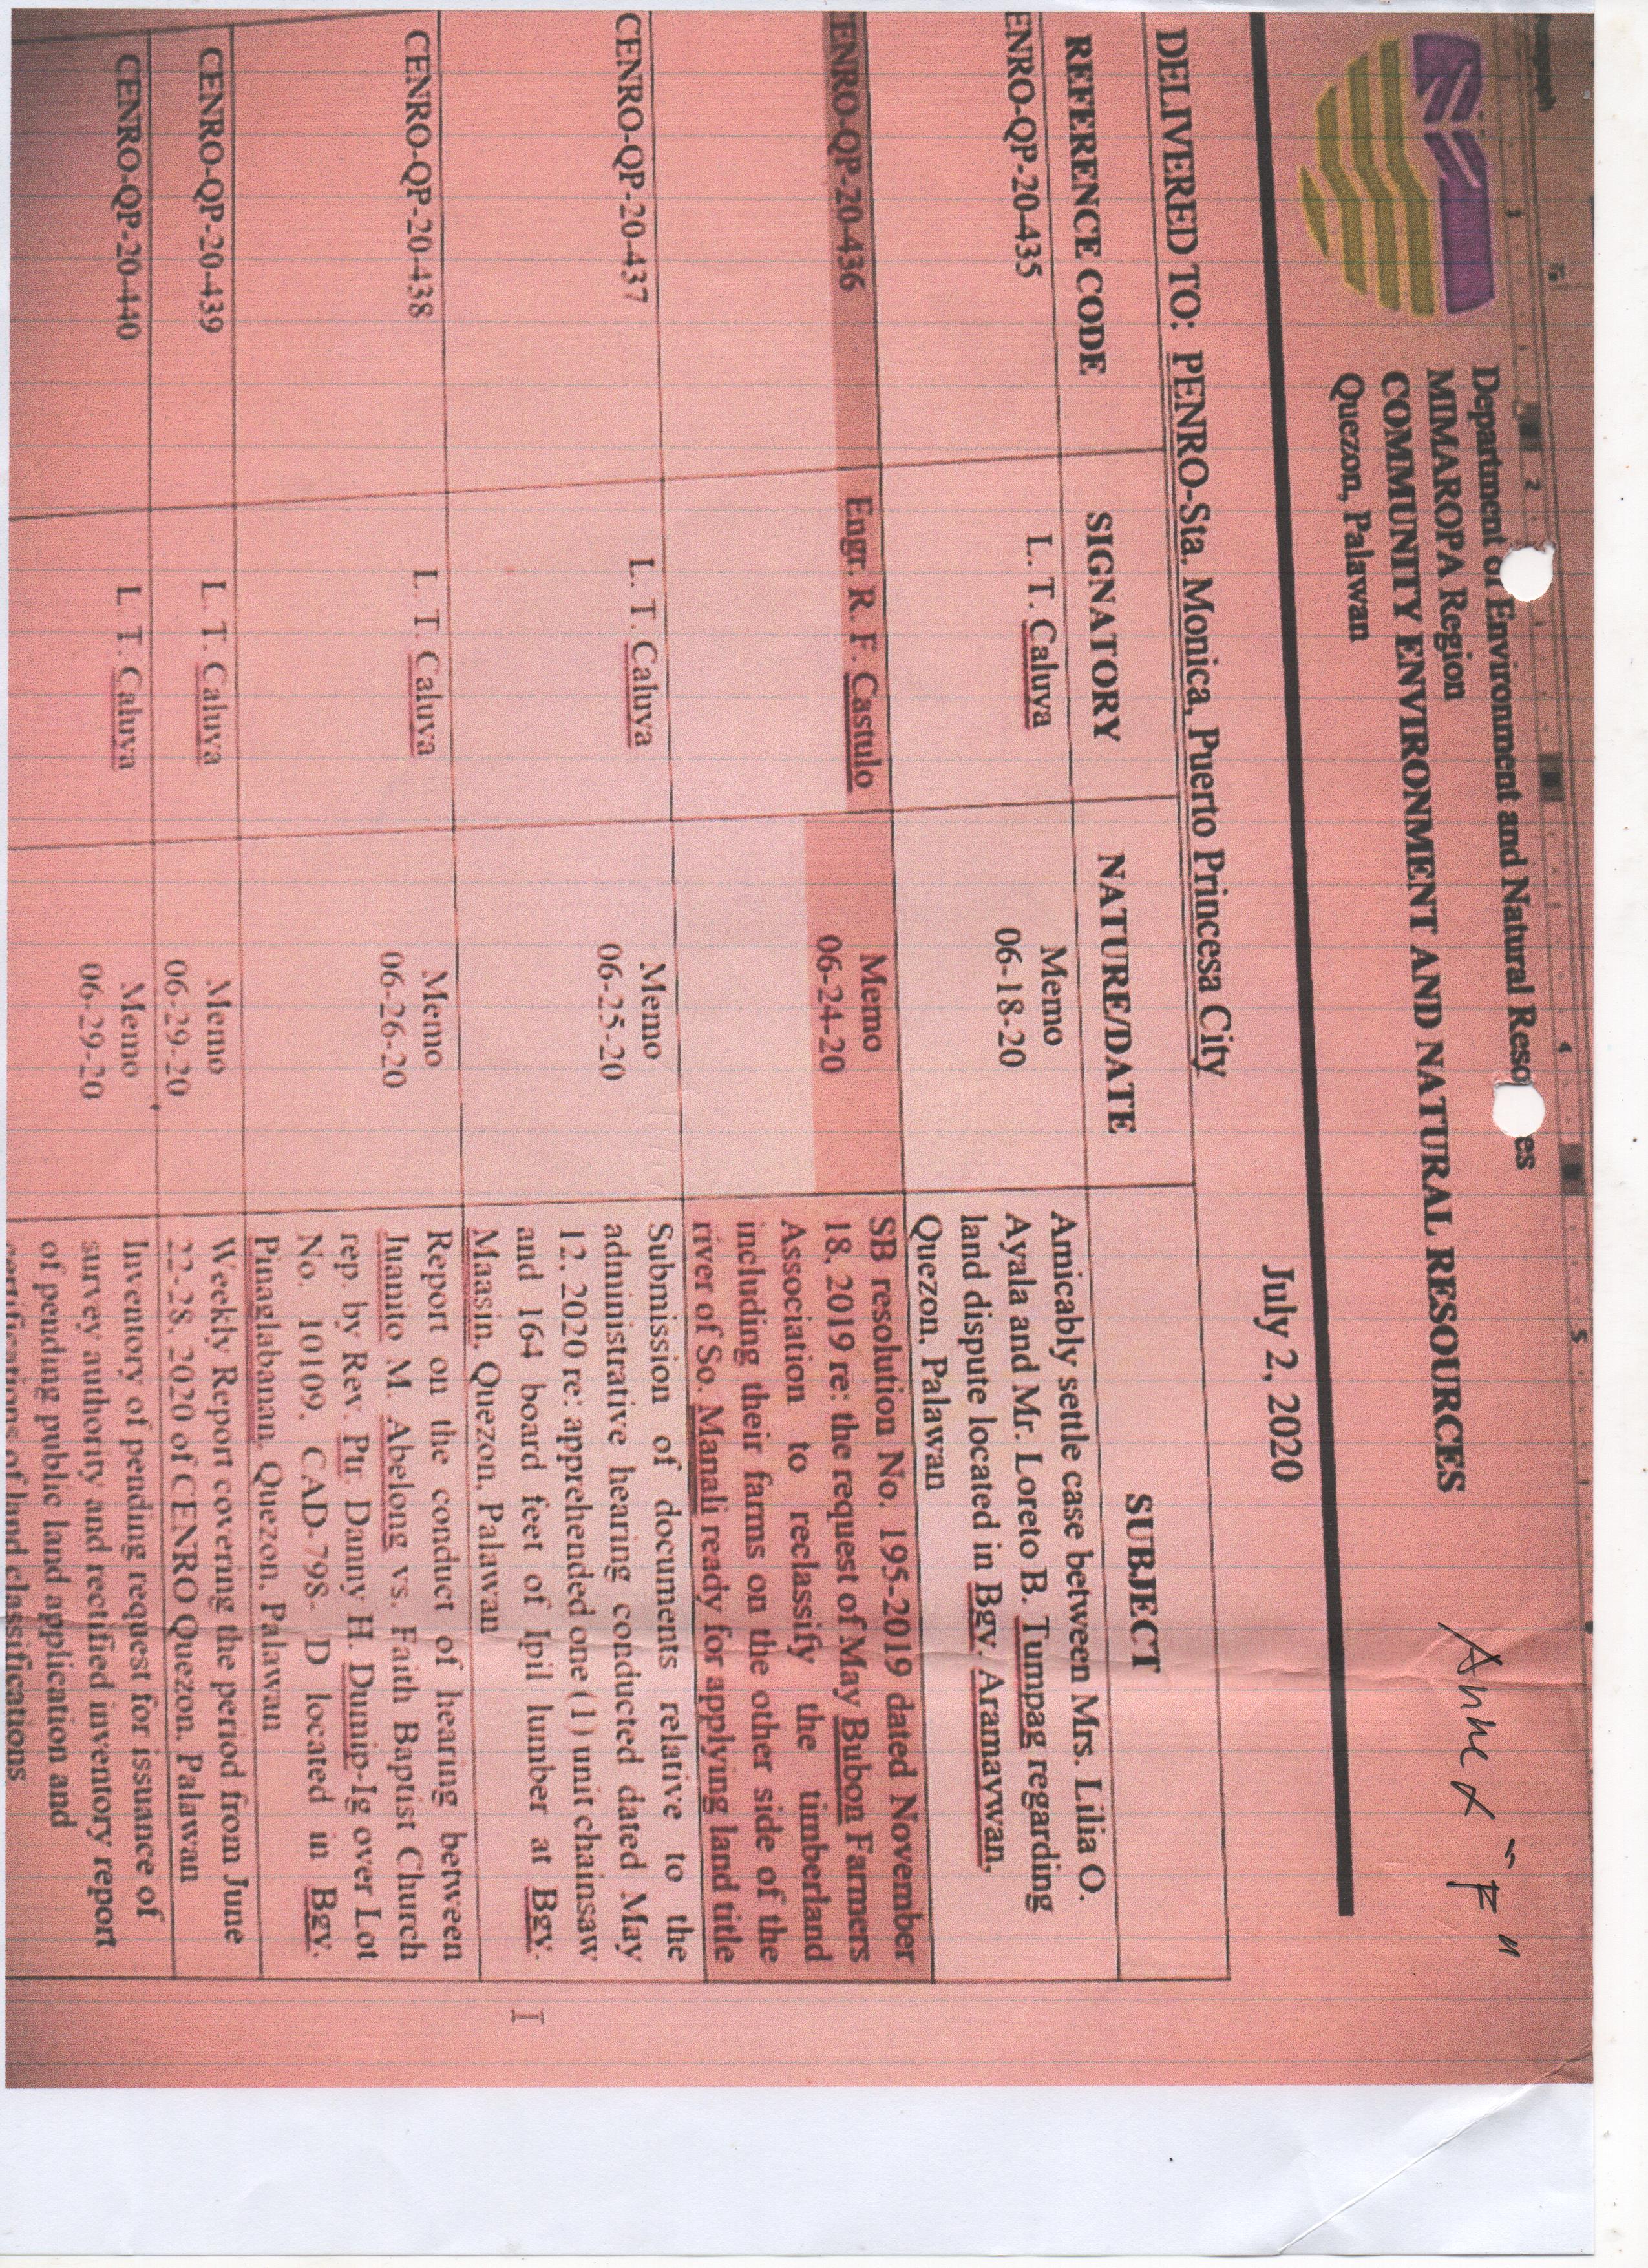 Annex "F"
1 2 4 5
Department of Environment and Natural
MIMAROPA Region
COMMUNITY ENVIRONMENT AND NATURAL RESOURCES
Quezon, Palawan
July 2, 2020
DELIVERED TO: PENRO-Sta. Monica, Puerto Princesa City
REFERENCE CODE SIGNATORY NATURE/DATE SUBJECT
ENRO-QP-20-435 L. T. Caluya Memo
06-18-20
Amicably settle case between Mrs. Lilia O.
Ayala and Mr. Loreto B. Tumpag regarding
land dispute located in Bgy. Aramaywan,
Quezon, Palawan
ENRO-QP-20-436 Engr. R. F. Castulo Memo
06-24-20
SB resolution No. 195-2019 dated November
18, 2019 re: the request of May Bubon Farmers
Association to reclassify the timberland
including their farms on the other side of the
river of So. Manali ready for applying land title
CENRO-QP-20-437 L. T. Caluya Memo
06-25-20
Submission of documents relative to the
administrative hearing conducted dated May
12, 2020 re: apprehended one (1) unit chainsaw
and 164 board feet of Ipil lumber at Bgy.
Maasin, Quezon, Palawan
CENRO-QP-20-438 L. T. Caluya Memo
06-26-20
Report on the conduct of hearing between
Juanito M. Abelong vs. Faith Baptist Church
rep. by Rev. Ptr. Danny H. Dumip-Ig over Lot
No. 10109, CAD-798- D located in Bgy.
Pinaglabanan, Quezon, Palawan
CENRO-QP-20-439 L. T. Caluya Memo
06-29-20
Weekly Report covering the period from June
22-28, 2020 of CENRO Quezon, Palawan
CENRO-QP-20-440 L. T. Caluya Memo
06-29-20
Inventory of pending request for issuance of
survey authority and rectified inventory report
of pending public land application and
certifications of land classifications